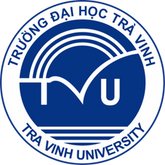 TRƯỜNG ĐẠI HỌC TRÀ VINH
TVU
TRA VINH UNIVERSITY